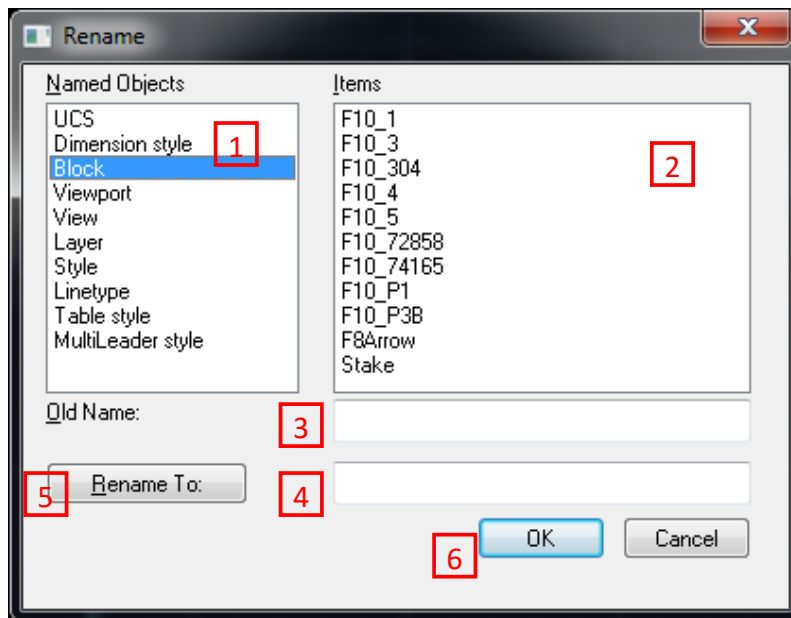 Rename
Named Objects
Items
UCS
Dimension style
1
Block
Viewport
View
Layer
Style
Linetype
Table style
MultiLeader style
F10_1
F10_3
F10_304
2
F10_4
F10_5
F10_72858
F10_74165
F10_P1
F10_P3B
F8Arrow
Stake
Old Name:
3
5
Rename To:
4
6
OK
Cancel